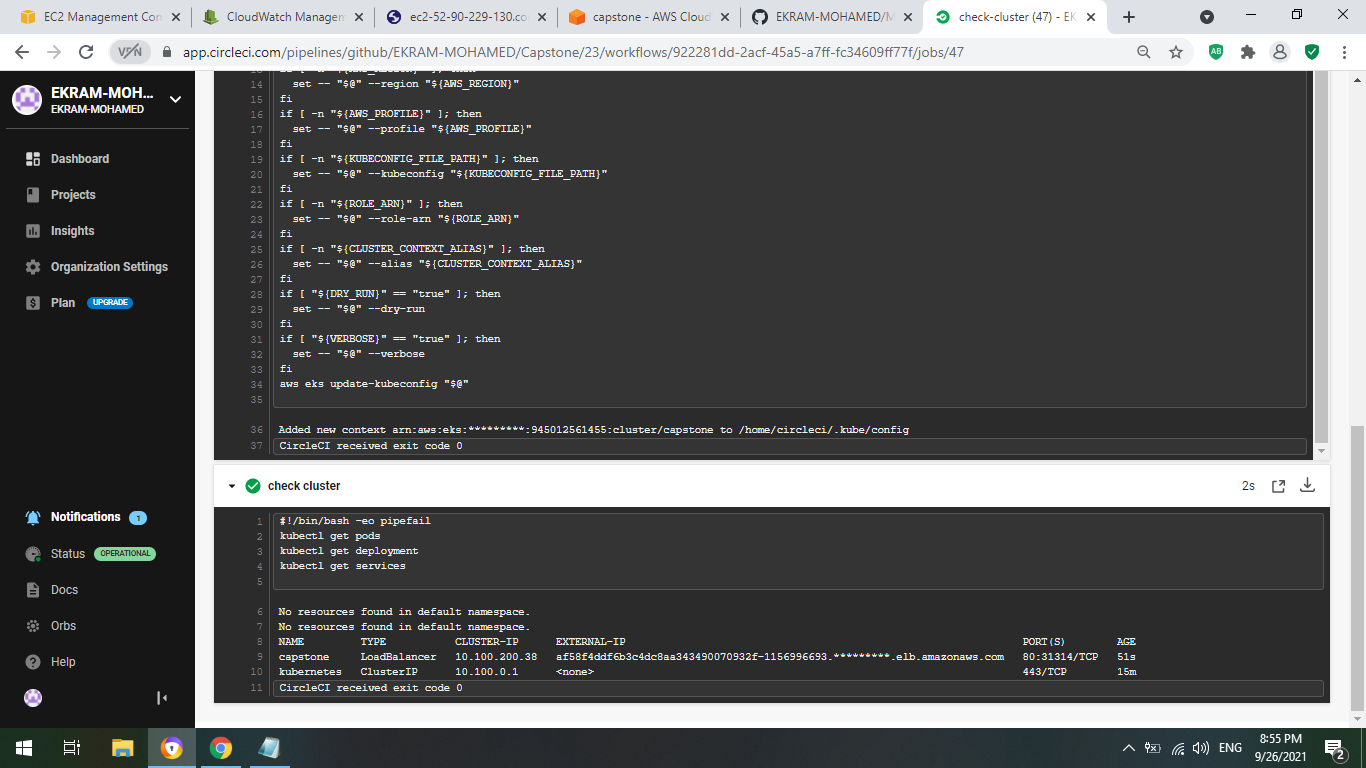 EC2 Management Con
CloudWatch Managem
ec2-52-90-229-130.co
capstone - AWS Cloud
EKRAM-MOHAMED/M
check-cluster (47) - EK
VPN
app.circleci.com/pipelines/github/EKRAM-MOHAMED/Capstone/23/workflows/922281dd-2acf-45a5-a7ff-fc34609ff77f/jobs/47
AB
EKRAM-MOH...
EKRAM-MOHAMED
Dashboard
Projects
Insights
Organization Settings
Plan UPGRADE
Notifications 1
Status OPERATIONAL
Docs
Orbs
Help
14 set -- "$@" --region "${AWS_REGION}"
15 fi
16 if [ -n "${AWS_PROFILE}" ]; then
17 set -- "$@" --profile "${AWS_PROFILE}"
18 fi
19 if [ -n "${KUBECONFIG_FILE_PATH}" ]; then
20 set -- "$@" --kubeconfig "${KUBECONFIG_FILE_PATH}"
21 fi
22 if [ -n "${ROLE_ARN}" ]; then
23 set -- "$@" --role-arn "${ROLE_ARN}"
24 fi
25 if [ -n "${CLUSTER_CONTEXT_ALIAS}" ]; then
26 set -- "$@" --alias "${CLUSTER_CONTEXT_ALIAS}"
27 fi
28 if [ "${DRY_RUN}" == "true" ]; then
29 set -- "$@" --dry-run
30 fi
31 if [ "${VERBOSE}" == "true" ]; then
32 set -- "$@" --verbose
33 fi
34 aws eks update-kubeconfig "$@"
35
36 Added new context arn:aws:eks:*********:945012561455:cluster/capstone to /home/circleci/.kube/config
37 CircleCI received exit code 0
check cluster 2s
1 #!/bin/bash -eo pipefail
2 kubectl get pods
3 kubectl get deployment
4 kubectl get services
5
6 No resources found in default namespace.
7 No resources found in default namespace.
8 NAME TYPE CLUSTER-IP EXTERNAL-IP PORT(S) AGE
9 capstone LoadBalancer 10.100.200.38 af58f4ddf6b3c4dc8aa343490070932f-1156996693.*********.elb.amazonaws.com 80:31314/TCP 51s
10 kubernetes ClusterIP 10.100.0.1 <none> 443/TCP 15m
11 CircleCI received exit code 0
ENG
8:55 PM
9/26/2021
2